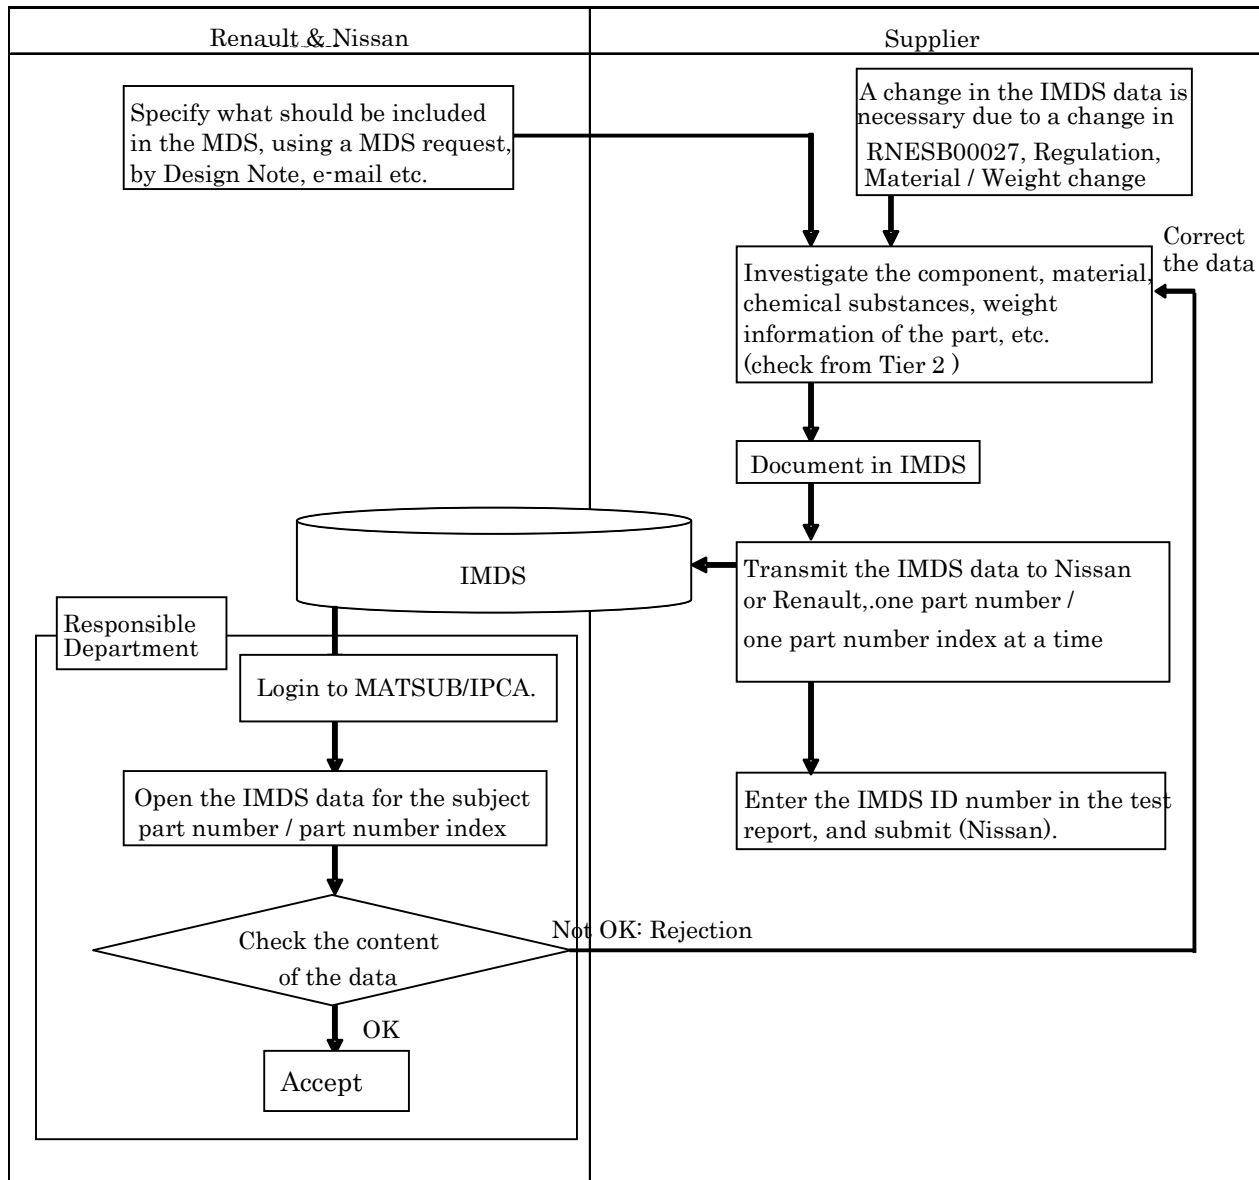 Renault & Nissan
Supplier
Specify what should be included
in the MDS, using a MDS request,
by Design Note, e-mail etc.
A change in the IMDS data is
necessary due to a change in
RNESB00027, Regulation,
Material / Weight change
Correct
the data
Investigate the component, material,
chemical substances, weight
information of the part, etc.
(check from Tier 2 )
Document in IMDS
IMDS
Transmit the IMDS data to Nissan
or Renault,.one part number /
one part number index at a time
Responsible
Department
Login to MATSUB/IPCA.
Open the IMDS data for the subject
part number / part number index
Enter the IMDS ID number in the test
report, and submit (Nissan).
Check the content
of the data
Not OK: Rejection
OK
Accept